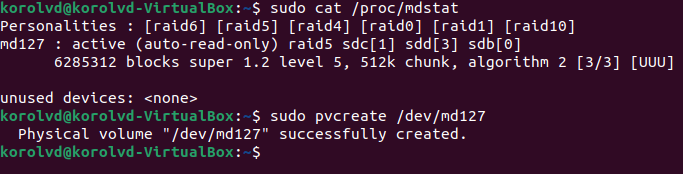 korolvd@korolvd-VirtualBox:~$ sudo cat /proc/mdstat
Personalities : [raid6] [raid5] [raid4] [raid0] [raid1] [raid10]
md127 : active (auto-read-only) raid5 sdc[1] sdd[3] sdb[0]
      6285312 blocks super 1.2 level 5, 512k chunk, algorithm 2 [3/3] [UUU]

unused devices: <none>
korolvd@korolvd-VirtualBox:~$ sudo pvcreate /dev/md127
  Physical volume "/dev/md127" successfully created.
korolvd@korolvd-VirtualBox:~$